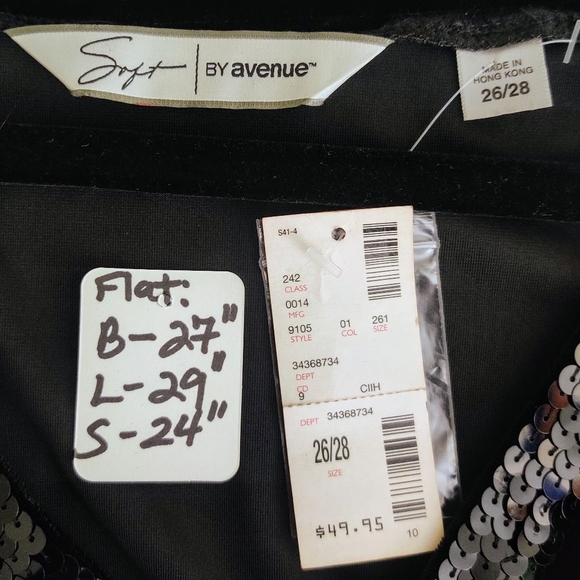 Soft | BY avenue™
MADE IN
HONG KONG
26/28
Flat:
B-27"
L-29"
S-24"
S41-4
242
CLASS
0014
MFG
9105 01 261
STYLE COL SIZE
34368734
DEPT
CD
9 CIIH
DEPT 34368734
26/28
SIZE
$49.95
10